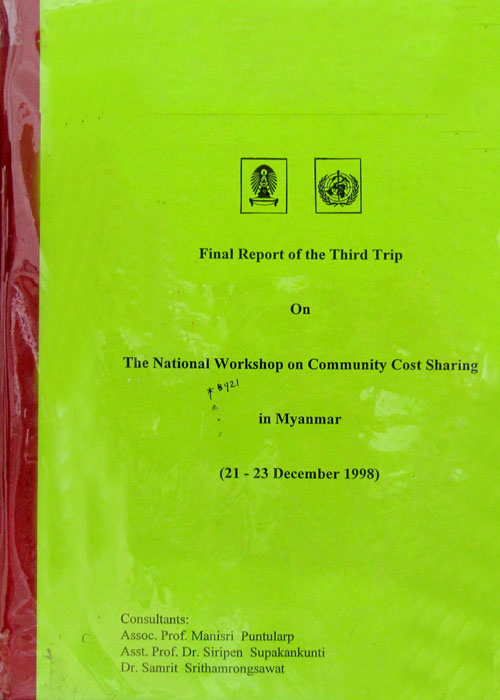 Final Report of the Third Trip
On
The National Workshop on Community Cost Sharing
* 8921
in Myanmar
(21 - 23 December 1998)
Consultants:
Assoc. Prof. Manisri Puntularp
Asst. Prof. Dr. Siripen Supakankunti
Dr. Samrit Srithamrongsawat